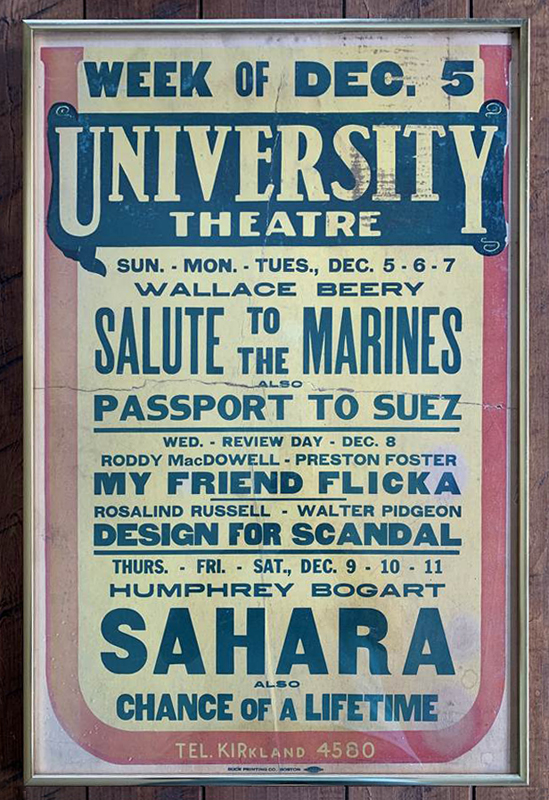 WEEK OF DEC. 5
UNIVERSITY
THEATRE
SUN. - MON. - TUES., DEC. 5 - 6 - 7
WALLACE BEERY
SALUTE TO THE MARINES
ALSO
PASSPORT TO SUEZ
WED. - REVIEW DAY - DEC. 8
RODDY MacDOWELL - PRESTON FOSTER
MY FRIEND FLICKA
ROSALIND RUSSELL - WALTER PIDGEON
DESIGN FOR SCANDAL
THURS. - FRI. - SAT., DEC. 9 - 10 - 11
HUMPHREY BOGART
SAHARA
ALSO
CHANCE OF A LIFETIME
TEL. KIRKLAND 4580
PRINTING CO. BOSTON